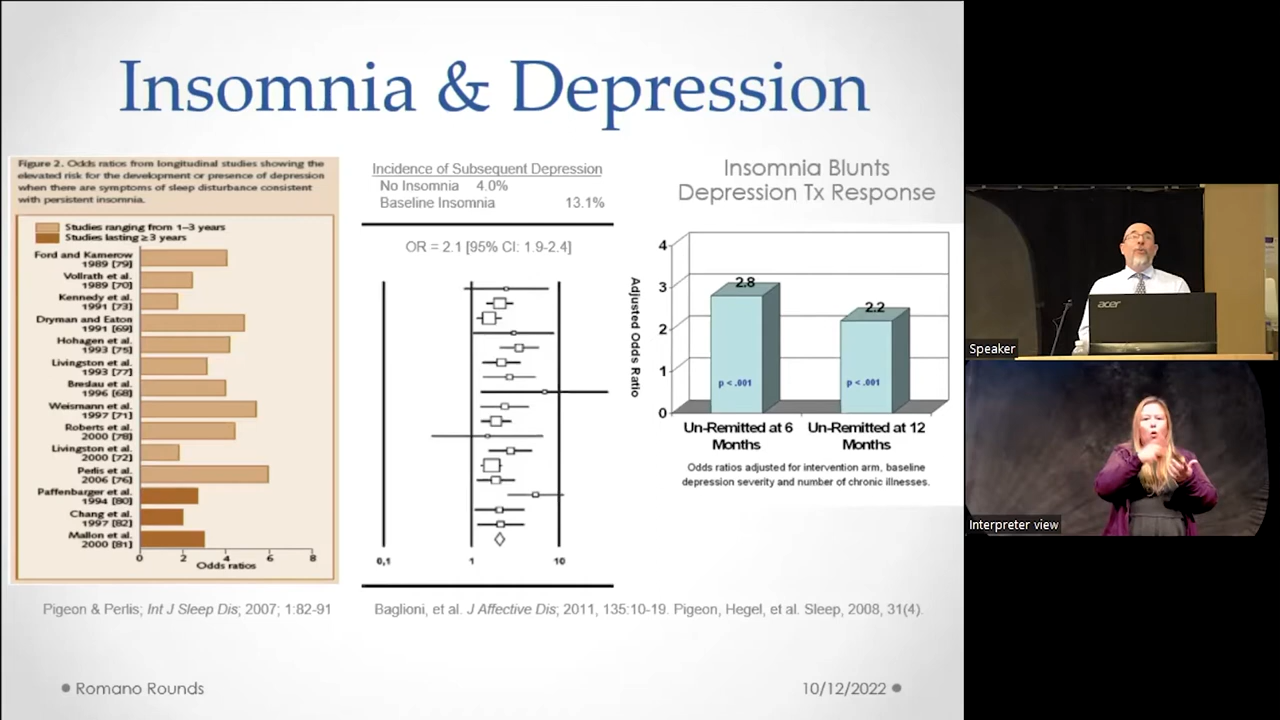 Insomnia & Depression
Figure 2. Odds ratios from longitudinal studies showing the
elevated risk for the development or presence of depression
when there are symptoms of sleep disturbance consistent
with persistent insomnia.
Studies ranging from 1–3 years
Studies lasting ≥3 years
Ford and Kamerow
1989 [79]
Vollrath et al.
1989 [70]
Kennedy et al.
1991 [73]
Dryman and Eaton
1991 [69]
Hohagen et al.
1993 [75]
Livingston et al.
1993 [77]
Breslau et al.
1996 [68]
Weismann et al.
1997 [71]
Roberts et al.
2000 [78]
Livingston et al.
2000 [72]
Perlis et al.
2006 [76]
Paffenbarger et al.
1994 [80]
Chang et al.
1997 [82]
Mallon et al.
2000 [81]
0 2 4 6 8
Odds ratios
Pigeon & Perlis; Int J Sleep Dis; 2007; 1:82-91
Incidence of Subsequent Depression
No Insomnia 4.0%
Baseline Insomnia 13.1%
OR = 2.1 [95% CI: 1.9-2.4]
0,1 1 10
Insomnia Blunts
Depression Tx Response
Adjusted Odds Ratio
4
3
2
1
0
2.8
2.2
p < .001
p < .001
Un-Remitted at 6
Months
Un-Remitted at 12
Months
Odds ratios adjusted for intervention arm, baseline
depression severity and number of chronic illnesses.
Baglioni, et al. J Affective Dis; 2011, 135:10-19. Pigeon, Hegel, et al. Sleep, 2008, 31(4).
Romano Rounds
10/12/2022
acer
Speaker
Interpreter view